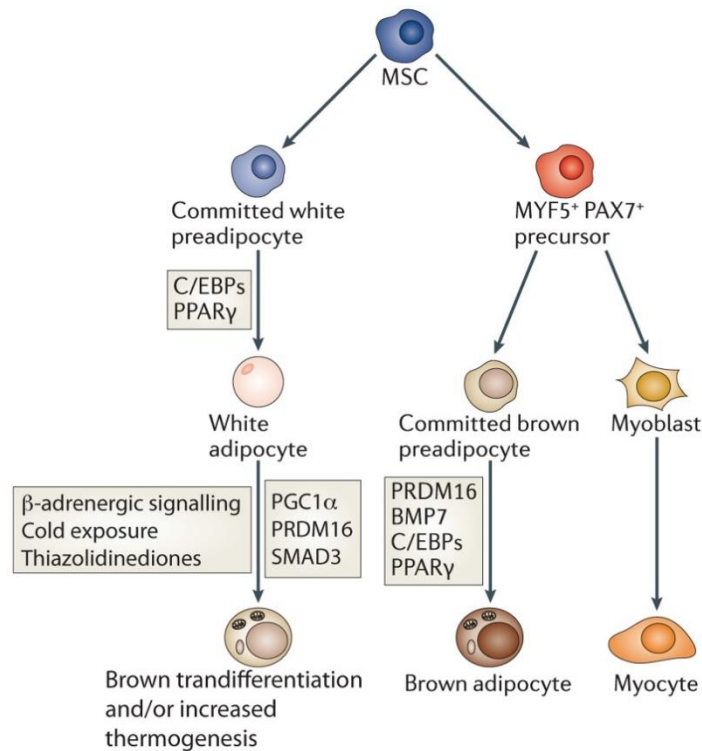 MSC
Committed white
preadipocyte
MYF5⁺ PAX7⁺
precursor
C/EBPs
PPARγ
White
adipocyte
Committed brown
preadipocyte
Myoblast
β-adrenergic signalling
Cold exposure
Thiazolidinediones
PGC1α
PRDM16
SMAD3
PRDM16
BMP7
C/EBPs
PPARγ
Brown trandifferentiation
and/or increased
thermogenesis
Brown adipocyte
Myocyte